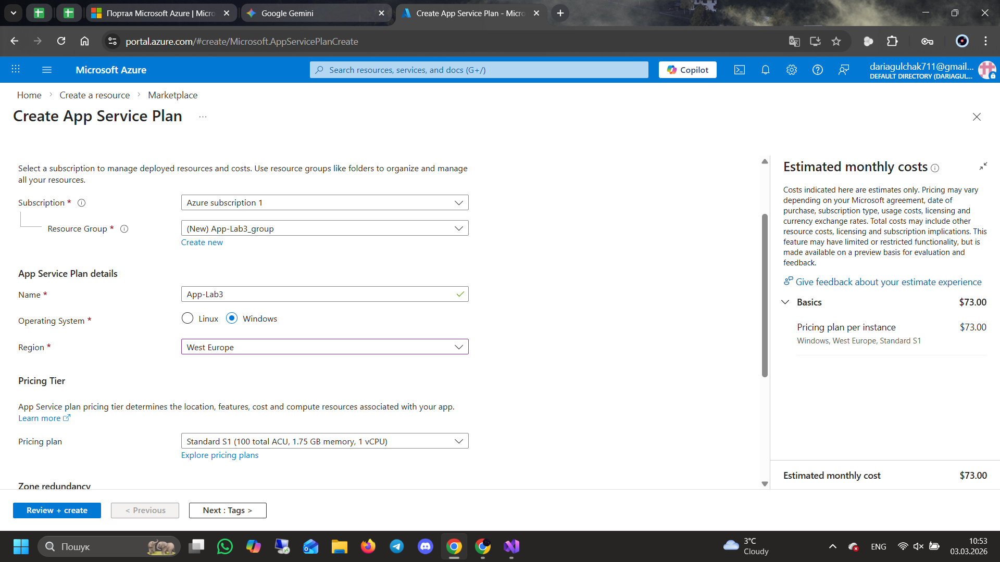 Портал Microsoft Azure | Micro
Google Gemini
Create App Service Plan - Micro
portal.azure.com/#create/Microsoft.AppServicePlanCreate
Microsoft Azure
Search resources, services, and docs (G+/)
Copilot
dariagulchak711@gmail...
DEFAULT DIRECTORY (DARIAGUL...
Home
Create a resource
Marketplace
Create App Service Plan
...
Select a subscription to manage deployed resources and costs. Use resource groups like folders to organize and manage
all your resources.
Subscription *
Azure subscription 1
Resource Group *
(New) App-Lab3_group
Create new
App Service Plan details
Name *
App-Lab3
Operating System *
Linux
Windows
Region *
West Europe
Pricing Tier
App Service plan pricing tier determines the location, features, cost and compute resources associated with your app.
Learn more
Pricing plan
Standard S1 (100 total ACU, 1.75 GB memory, 1 vCPU)
Explore pricing plans
Zone redundancy
Review + create
< Previous
Next : Tags >
Estimated monthly costs
Costs indicated here are estimates only. Pricing may vary
depending on your Microsoft agreement, date of
purchase, subscription type, usage costs, licensing and
currency exchange rates. Total costs may include other
resource costs, licensing and subscription implications. This
feature may have limited or restricted functionality, but is
made available on a preview basis for evaluation and
feedback.
Give feedback about your estimate experience
Basics
$73.00
Pricing plan per instance
$73.00
Windows, West Europe, Standard S1
Estimated monthly cost
$73.00
Пошук
3°C
Cloudy
ENG
10:53
03.03.2026